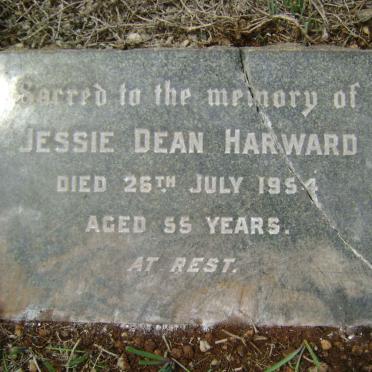 Sacred to the memory of
JESSIE DEAN HARWARD
DIED 26TH JULY 1954
AGED 55 YEARS.
AT REST.